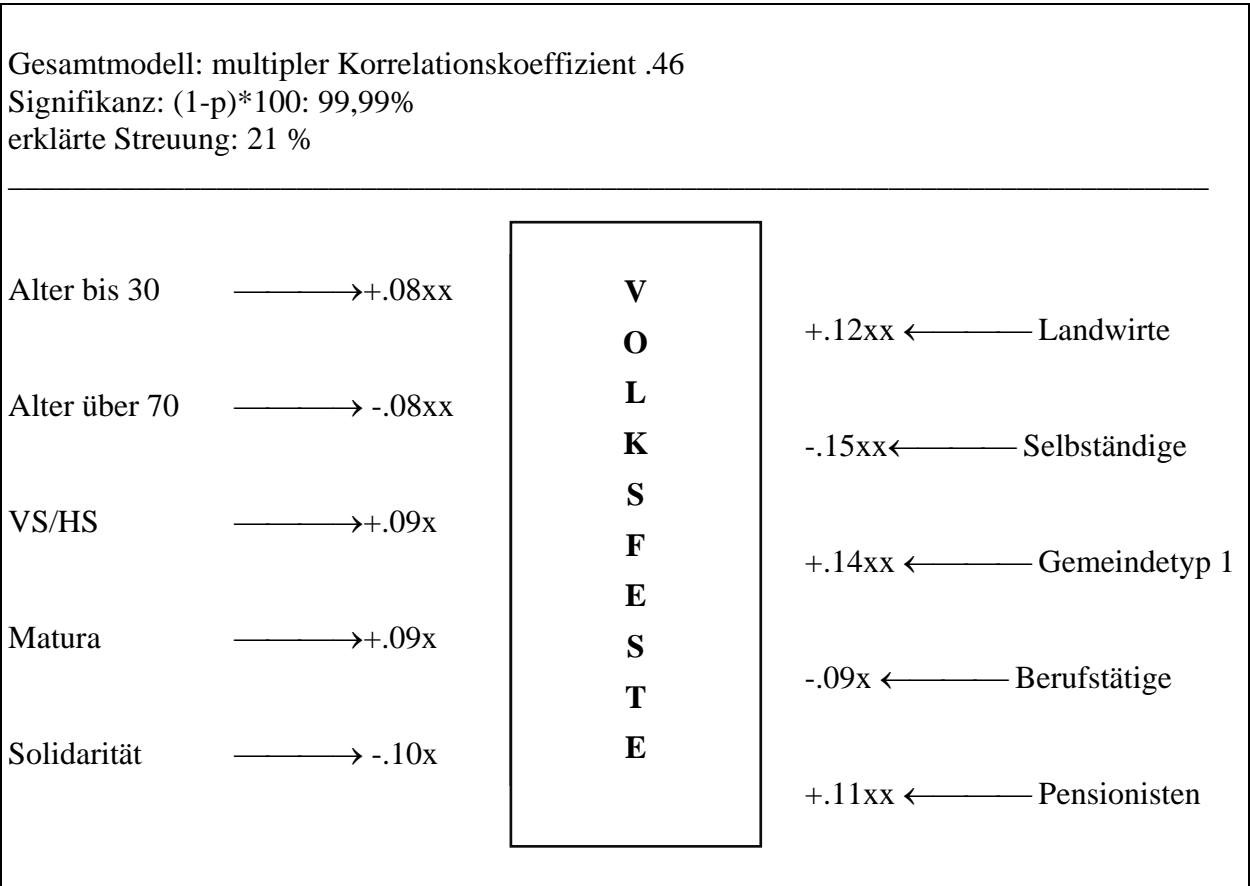 Gesamtmodell: multipler Korrelationskoeffizient .46
Signifikanz: (1-p)*100: 99,99%
erklärte Streuung: 21 %
Alter bis 30 ⎯⎯⎯→+.08xx
Alter über 70 ⎯⎯⎯→ -.08xx
VS/HS ⎯⎯⎯→+.09x
Matura ⎯⎯⎯→+.09x
Solidarität ⎯⎯⎯→ -.10x
V
O
L
K
S
F
E
S
T
E
+.12xx ←⎯⎯⎯ Landwirte
-.15xx←⎯⎯⎯ Selbständige
+.14xx ←⎯⎯⎯ Gemeindetyp 1
-.09x ←⎯⎯⎯ Berufstätige
+.11xx ←⎯⎯⎯ Pensionisten